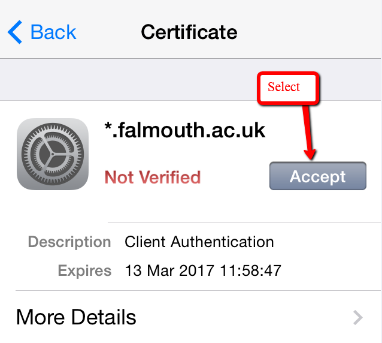 Back
Certificate
Select
*.falmouth.ac.uk
Not Verified
Accept
Description Client Authentication
Expires 13 Mar 2017 11:58:47
More Details